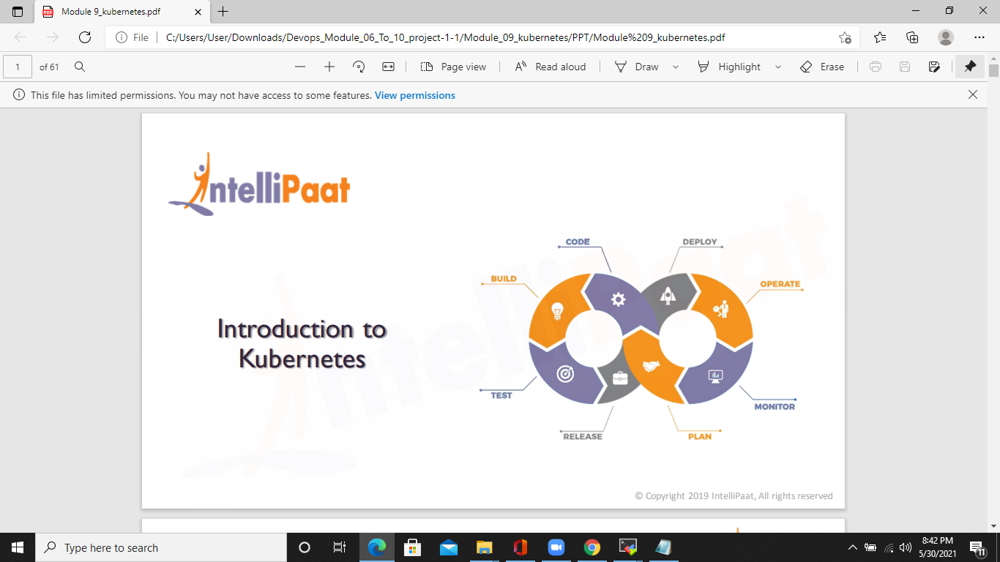 Module 9_kubernetes.pdf
File
C:/Users/User/Downloads/Devops_Module_06_To_10_project-1-1/Module_09_kubernetes/PPT/Module%209_kubernetes.pdf
1 of 61
Page view
Read aloud
Draw
Highlight
Erase
This file has limited permissions. You may not have access to some features. View permissions
IntelliPaat
Introduction to
Kubernetes
CODE
DEPLOY
BUILD
OPERATE
TEST
MONITOR
RELEASE
PLAN
IntelliPaat
© Copyright 2019 IntelliPaat, All rights reserved
Type here to search
8:42 PM
5/30/2021
11